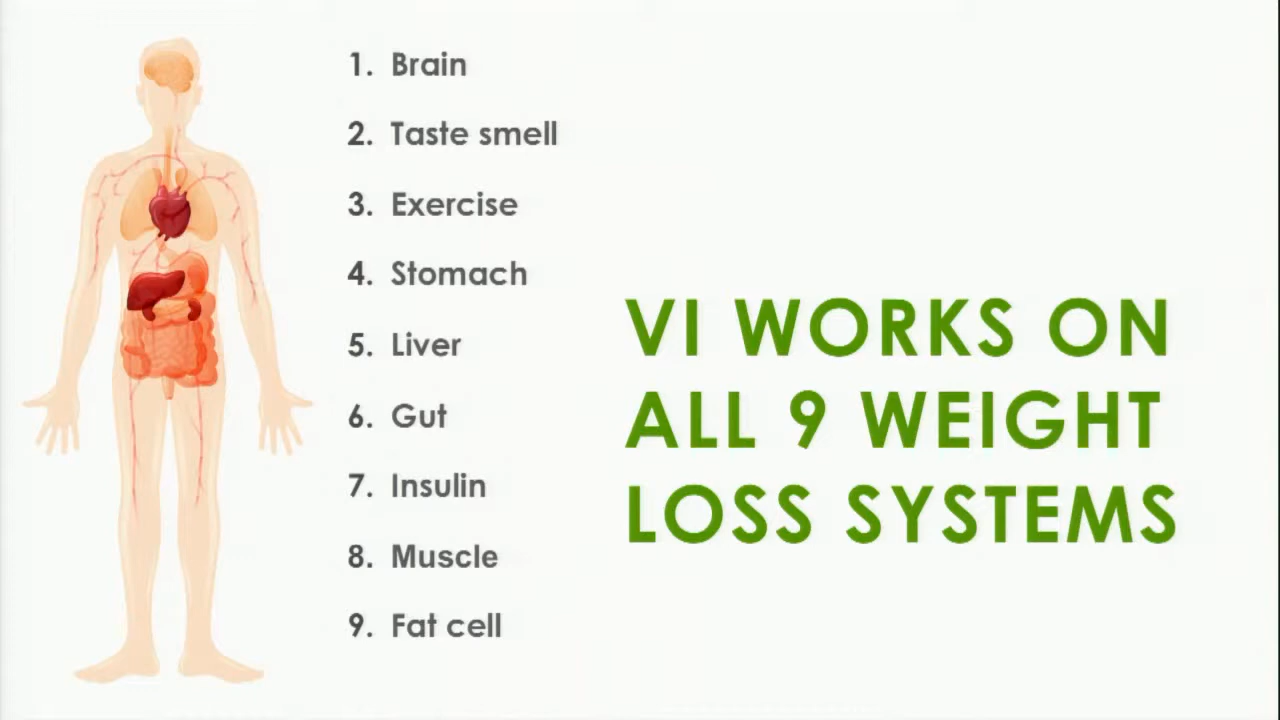 1. Brain
2. Taste smell
3. Exercise
4. Stomach
5. Liver
6. Gut
7. Insulin
8. Muscle
9. Fat cell
VI WORKS ON
ALL 9 WEIGHT
LOSS SYSTEMS